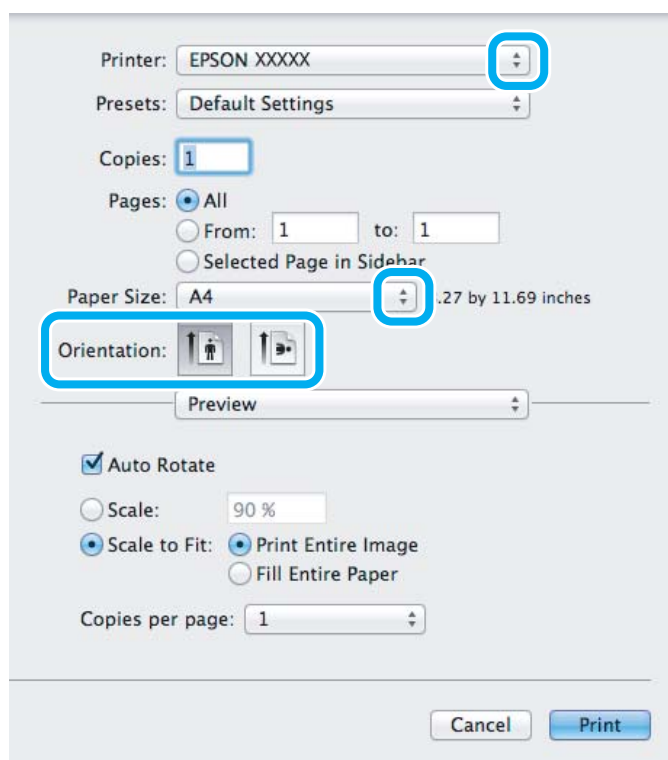 Printer: EPSON XXXXX
Presets: Default Settings
Copies: 1
Pages: All
From: 1 to: 1
Selected Page in Sidebar
Paper Size: A4 .27 by 11.69 inches
Orientation:
Preview
Auto Rotate
Scale: 90 %
Scale to Fit: Print Entire Image
Fill Entire Paper
Copies per page: 1
Cancel Print